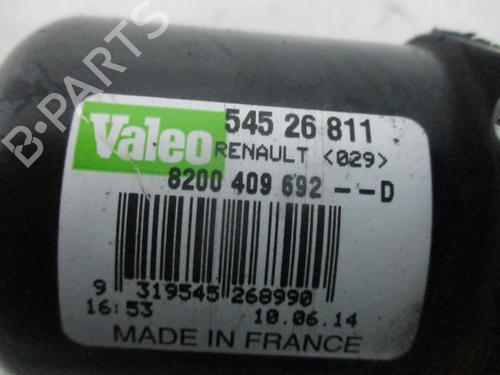 B-PARTS
Valeo
545 26 811
RENAULT <029>
8200 409 692 -- D
9 319545 268990
16:53 10.06.14
MADE IN FRANCE